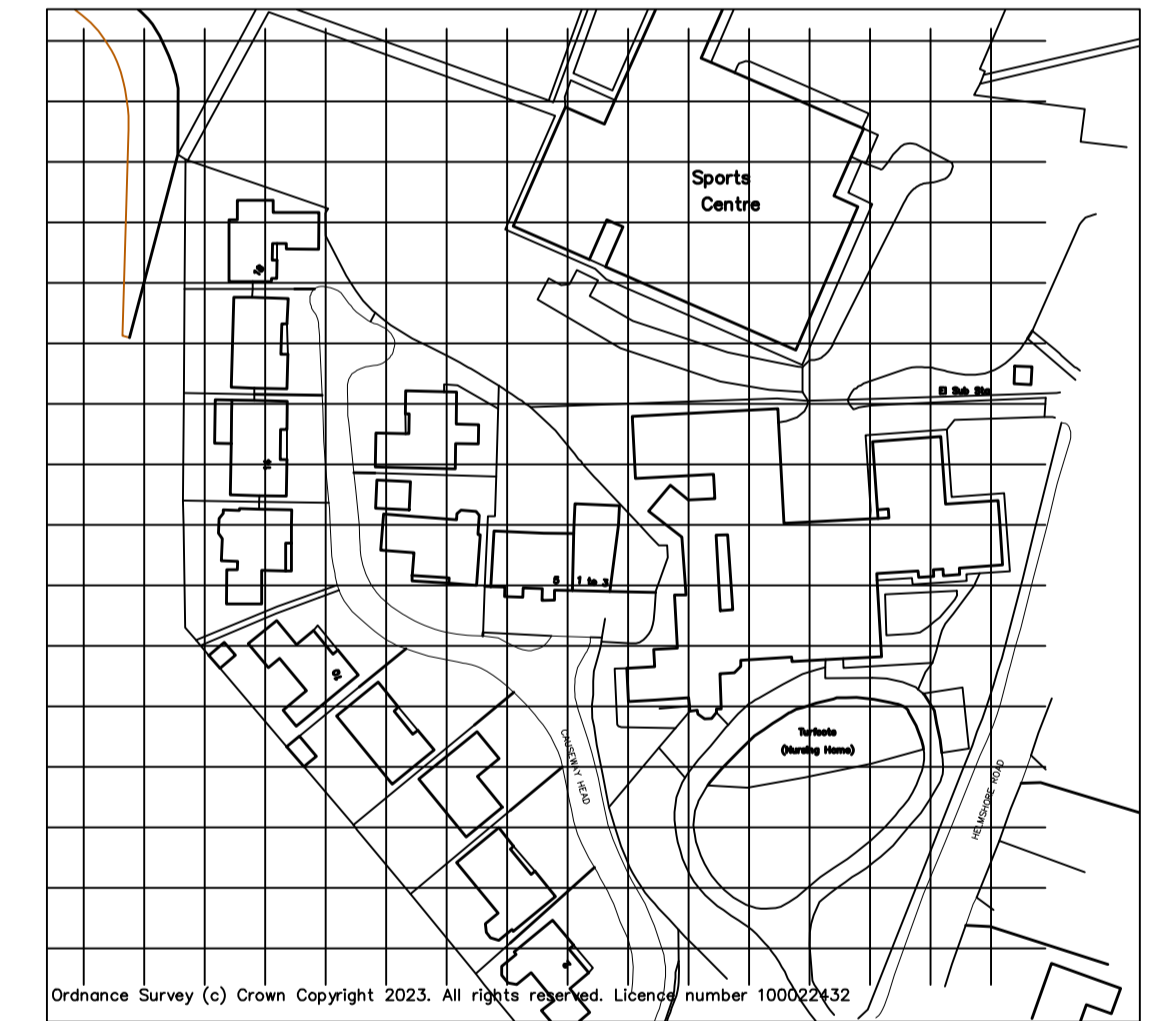 Sports
Centre
El Sub Sta
5
1 to 3
10
Turfcote
(Nursing Home)
CAUSEWAY HEAD
HELMSHORE ROAD
Ordnance Survey (c) Crown Copyright 2023. All rights reserved. Licence number 100022432